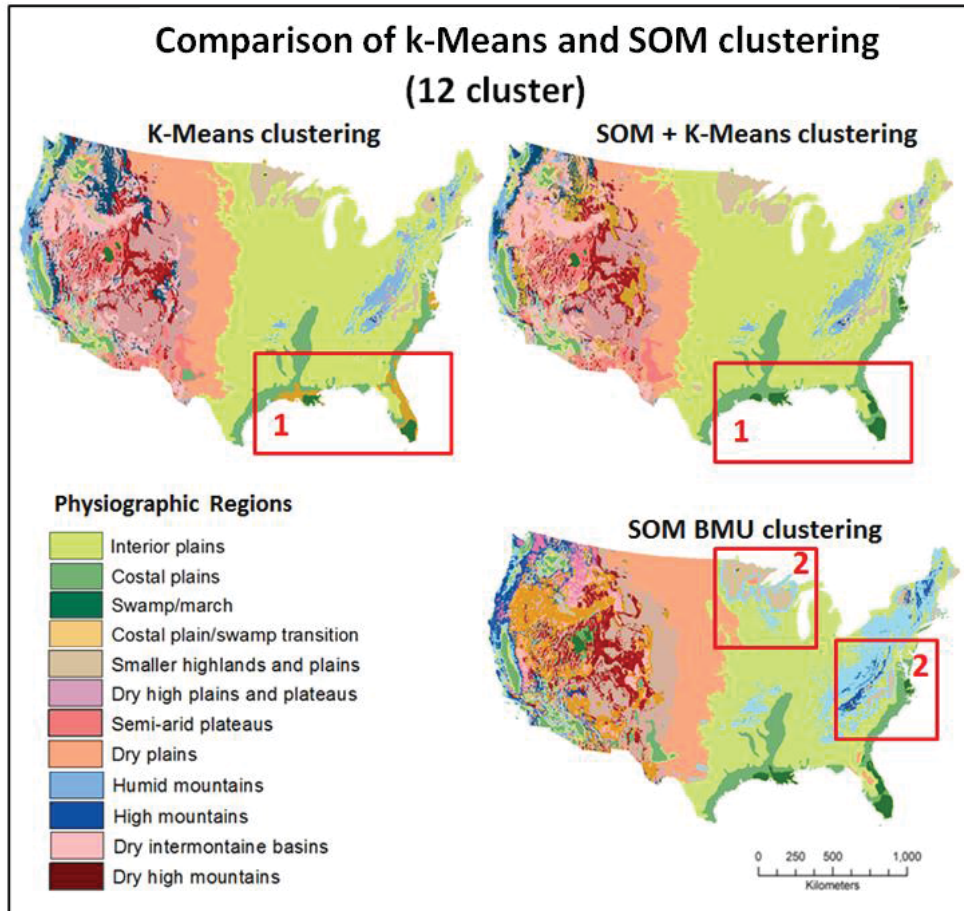 Comparison of k-Means and SOM clustering
(12 cluster)
K-Means clustering
SOM + K-Means clustering
1
1
Physiographic Regions
Interior plains
Costal plains
Swamp/march
Costal plain/swamp transition
Smaller highlands and plains
Dry high plains and plateaus
Semi-arid plateaus
Dry plains
Humid mountains
High mountains
Dry intermontaine basins
Dry high mountains
SOM BMU clustering
2
2
0 250 500 1,000
Kilometers